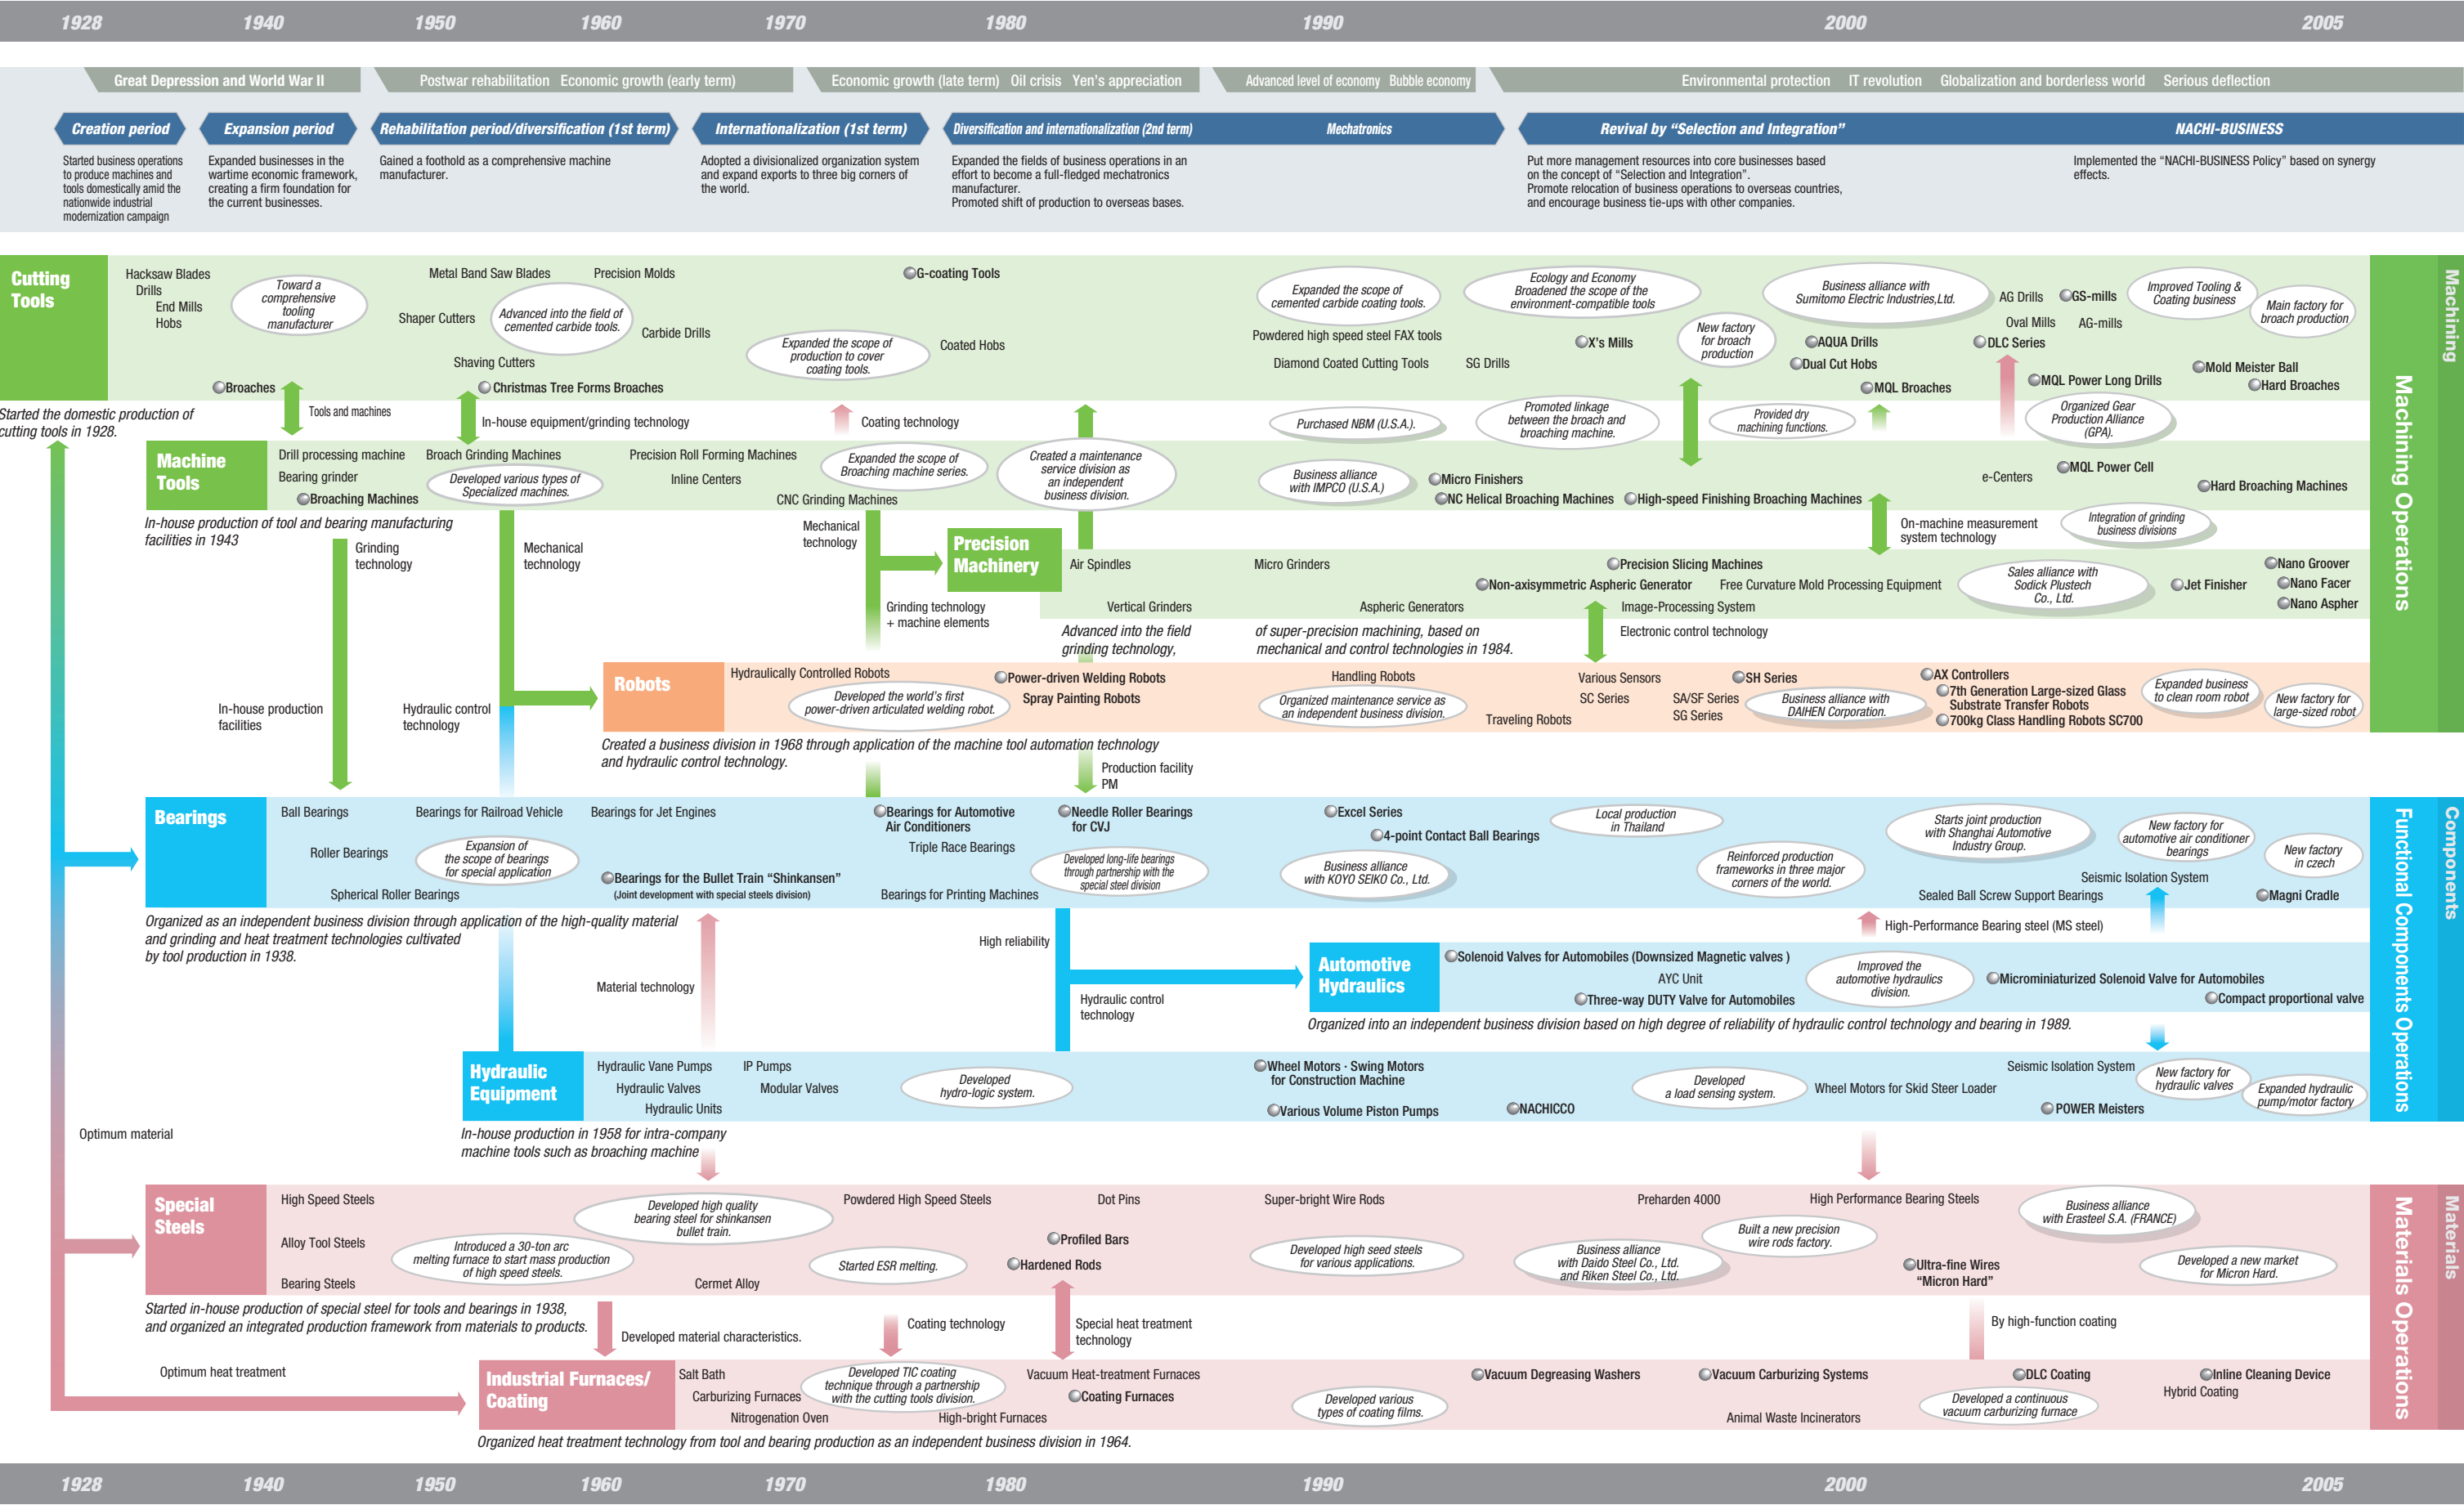 1928 1940 1950 1960 1970 1980 1990 2000 2005
Great Depression and World War II
Postwar rehabilitation Economic growth (early term)
Economic growth (late term) Oil crisis Yen's appreciation
Advanced level of economy Bubble economy
Environmental protection IT revolution Globalization and borderless world Serious deflection
Creation period
Started business operations
to produce machines and
tools domestically amid the
nationwide industrial
modernization campaign
Expansion period
Expanded businesses in the
wartime economic framework,
creating a firm foundation for
the current businesses.
Rehabilitation period/diversification (1st term)
Gained a foothold as a comprehensive machine
manufacturer.
Internationalization (1st term)
Adopted a divisionalized organization system
and expand exports to three big corners of
the world.
Diversification and internationalization (2nd term)
Mechatronics
Expanded the fields of business operations in an
effort to become a full-fledged mechatronics
manufacturer.
Promoted shift of production to overseas bases.
Revival by “Selection and Integration”
Put more management resources into core businesses based
on the concept of “Selection and Integration”.
Promote relocation of business operations to overseas countries,
and encourage business tie-ups with other companies.
NACHI-BUSINESS
Implemented the “NACHI-BUSINESS Policy” based on synergy
effects.
Cutting
Tools
Hacksaw Blades
Drills
End Mills
Hobs
Toward a
comprehensive
tooling
manufacturer
Broaches
Metal Band Saw Blades
Precision Molds
Shaper Cutters
Advanced into the field of
cemented carbide tools.
Carbide Drills
Shaving Cutters
Christmas Tree Forms Broaches
G-coating Tools
Expanded the scope of
production to cover
coating tools.
Coated Hobs
Expanded the scope of
cemented carbide coating tools.
Powdered high speed steel FAX tools
Diamond Coated Cutting Tools
SG Drills
Ecology and Economy
Broadened the scope of the
environment-compatible tools
X's Mills
New factory
for broach
production
Business alliance with
Sumitomo Electric Industries,Ltd.
AQUA Drills
Dual Cut Hobs
MQL Broaches
AG Drills
GS-mills
Oval Mills
AG-mills
DLC Series
MQL Power Long Drills
Improved Tooling &
Coating business
Main factory for
broach production
Mold Meister Ball
Hard Broaches
Machining
Machining Operations
Started the domestic production of
cutting tools in 1928.
Tools and machines
In-house equipment/grinding technology
Coating technology
Purchased NBM (U.S.A.).
Promoted linkage
between the broach and
broaching machine.
Provided dry
machining functions.
Organized Gear
Production Alliance
(GPA).
Machine
Tools
Drill processing machine
Bearing grinder
Broaching Machines
Broach Grinding Machines
Developed various types of
Specialized machines.
Precision Roll Forming Machines
Inline Centers
CNC Grinding Machines
Expanded the scope of
Broaching machine series.
Created a maintenance
service division as
an independent
business division.
Business alliance
with IMPCO (U.S.A.)
Micro Finishers
NC Helical Broaching Machines
High-speed Finishing Broaching Machines
e-Centers
MQL Power Cell
Hard Broaching Machines
In-house production of tool and bearing manufacturing
facilities in 1943
Grinding
technology
Mechanical
technology
Mechanical
technology
On-machine measurement
system technology
Integration of grinding
business divisions
Precision
Machinery
Air Spindles
Vertical Grinders
Micro Grinders
Aspheric Generators
Precision Slicing Machines
Non-axisymmetric Aspheric Generator
Free Curvature Mold Processing Equipment
Image-Processing System
Sales alliance with
Sodick Plustech
Co., Ltd.
Jet Finisher
Nano Groover
Nano Facer
Nano Aspher
Grinding technology
+ machine elements
Advanced into the field of super-precision machining, based on
grinding technology, mechanical and control technologies in 1984.
Electronic control technology
Robots
Hydraulically Controlled Robots
Developed the world's first
power-driven articulated welding robot.
Power-driven Welding Robots
Spray Painting Robots
Handling Robots
Organized maintenance service as
an independent business division.
Traveling Robots
Various Sensors
SC Series
SH Series
SA/SF Series
SG Series
Business alliance with
DAIHEN Corporation.
AX Controllers
7th Generation Large-sized Glass
Substrate Transfer Robots
700kg Class Handling Robots SC700
Expanded business
to clean room robot
New factory for
large-sized robot
In-house production
facilities
Hydraulic control
technology
Created a business division in 1968 through application of the machine tool automation technology
and hydraulic control technology.
Production facility
PM
Bearings
Ball Bearings
Roller Bearings
Spherical Roller Bearings
Bearings for Railroad Vehicle
Expansion of
the scope of bearings
for special application
Bearings for Jet Engines
Bearings for the Bullet Train “Shinkansen”
(Joint development with special steels division)
Bearings for Automotive
Air Conditioners
Triple Race Bearings
Bearings for Printing Machines
Needle Roller Bearings
for CVJ
Developed long-life bearings
through partnership with the
special steel division
Excel Series
4-point Contact Ball Bearings
Business alliance
with KOYO SEIKO Co., Ltd.
Local production
in Thailand
Reinforced production
frameworks in three major
corners of the world.
Starts joint production
with Shanghai Automotive
Industry Group.
Seismic Isolation System
Sealed Ball Screw Support Bearings
New factory for
automotive air conditioner
bearings
New factory
in czech
Magni Cradle
Components
Functional Components Operations
Organized as an independent business division through application of the high-quality material
and grinding and heat treatment technologies cultivated
by tool production in 1938.
Material technology
High reliability
High-Performance Bearing steel (MS steel)
Automotive
Hydraulics
Solenoid Valves for Automobiles (Downsized Magnetic valves )
AYC Unit
Three-way DUTY Valve for Automobiles
Improved the
automotive hydraulics
division.
Microminiaturized Solenoid Valve for Automobiles
Compact proportional valve
Hydraulic control
technology
Organized into an independent business division based on high degree of reliability of hydraulic control technology and bearing in 1989.
Hydraulic
Equipment
Hydraulic Vane Pumps
Hydraulic Valves
Hydraulic Units
IP Pumps
Modular Valves
Developed
hydro-logic system.
Wheel Motors · Swing Motors
for Construction Machine
Various Volume Piston Pumps
NACHICCO
Developed
a load sensing system.
Wheel Motors for Skid Steer Loader
Seismic Isolation System
POWER Meisters
New factory for
hydraulic valves
Expanded hydraulic
pump/motor factory
Optimum material
In-house production in 1958 for intra-company
machine tools such as broaching machine
Special
Steels
High Speed Steels
Alloy Tool Steels
Bearing Steels
Introduced a 30-ton arc
melting furnace to start mass production
of high speed steels.
Developed high quality
bearing steel for shinkansen
bullet train.
Cermet Alloy
Powdered High Speed Steels
Started ESR melting.
Dot Pins
Profiled Bars
Hardened Rods
Super-bright Wire Rods
Developed high seed steels
for various applications.
Business alliance
with Daido Steel Co., Ltd.
and Riken Steel Co., Ltd.
Preharden 4000
Built a new precision
wire rods factory.
High Performance Bearing Steels
Ultra-fine Wires
“Micron Hard”
Business alliance
with Erasteel S.A. (FRANCE)
Developed a new market
for Micron Hard.
Materials
Materials Operations
Started in-house production of special steel for tools and bearings in 1938,
and organized an integrated production framework from materials to products.
Developed material characteristics.
Coating technology
Special heat treatment
technology
By high-function coating
Optimum heat treatment
Industrial Furnaces/
Coating
Salt Bath
Carburizing Furnaces
Nitrogenation Oven
Developed TIC coating
technique through a partnership
with the cutting tools division.
High-bright Furnaces
Vacuum Heat-treatment Furnaces
Coating Furnaces
Developed various
types of coating films.
Vacuum Degreasing Washers
Vacuum Carburizing Systems
Animal Waste Incinerators
DLC Coating
Developed a continuous
vacuum carburizing furnace
Inline Cleaning Device
Hybrid Coating
Organized heat treatment technology from tool and bearing production as an independent business division in 1964.
1928 1940 1950 1960 1970 1980 1990 2000 2005